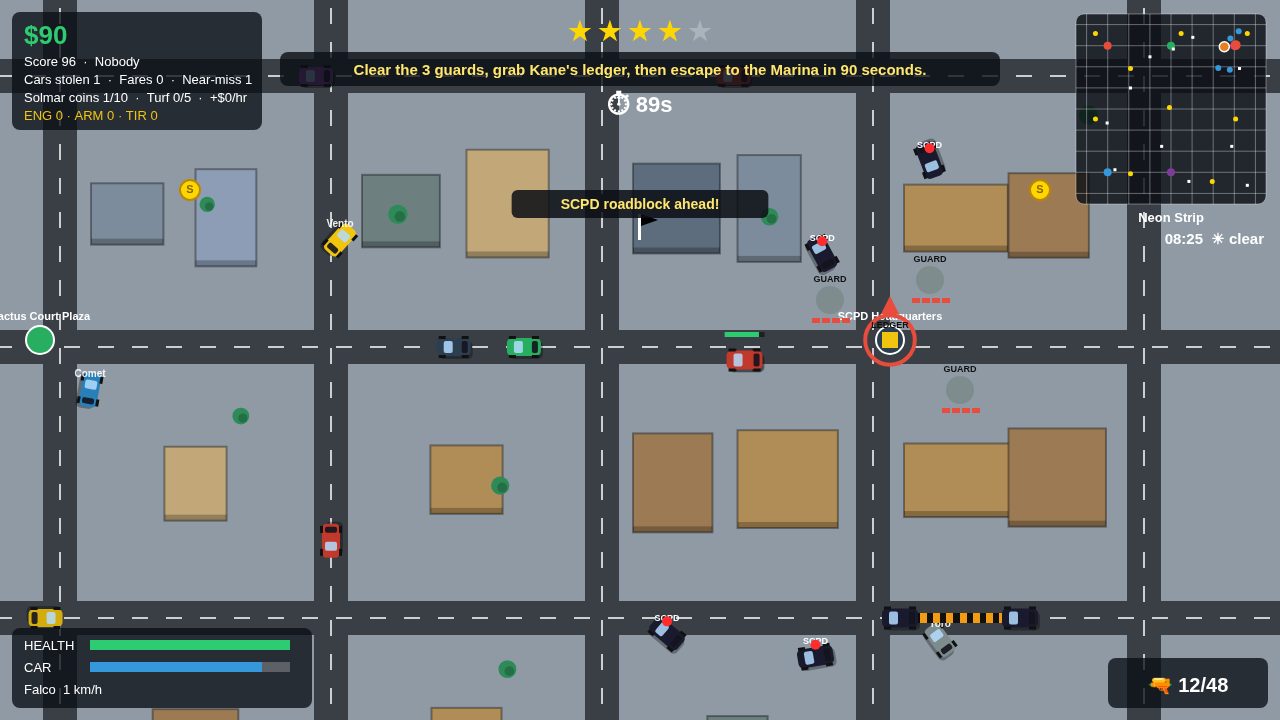 $90
Score 96 · Nobody
Cars stolen 1 · Fares 0 · Near-miss 1
Solmar coins 1/10 · Turf 0/5 · +$0/hr
ENG 0 · ARM 0 · TIR 0
Clear the 3 guards, grab Kane's ledger, then escape to the Marina in 90 seconds.
89s
SCPD roadblock ahead!
SCPD
S
S
Vento
Neon Strip
08:25 ☀ clear
SCPD
GUARD
GUARD
actus Court Plaza
SCPD Headquarters
LEDGER
Comet
GUARD
SCPD
SCPD
Toro
HEALTH
CAR
Falco 1 km/h
12/48